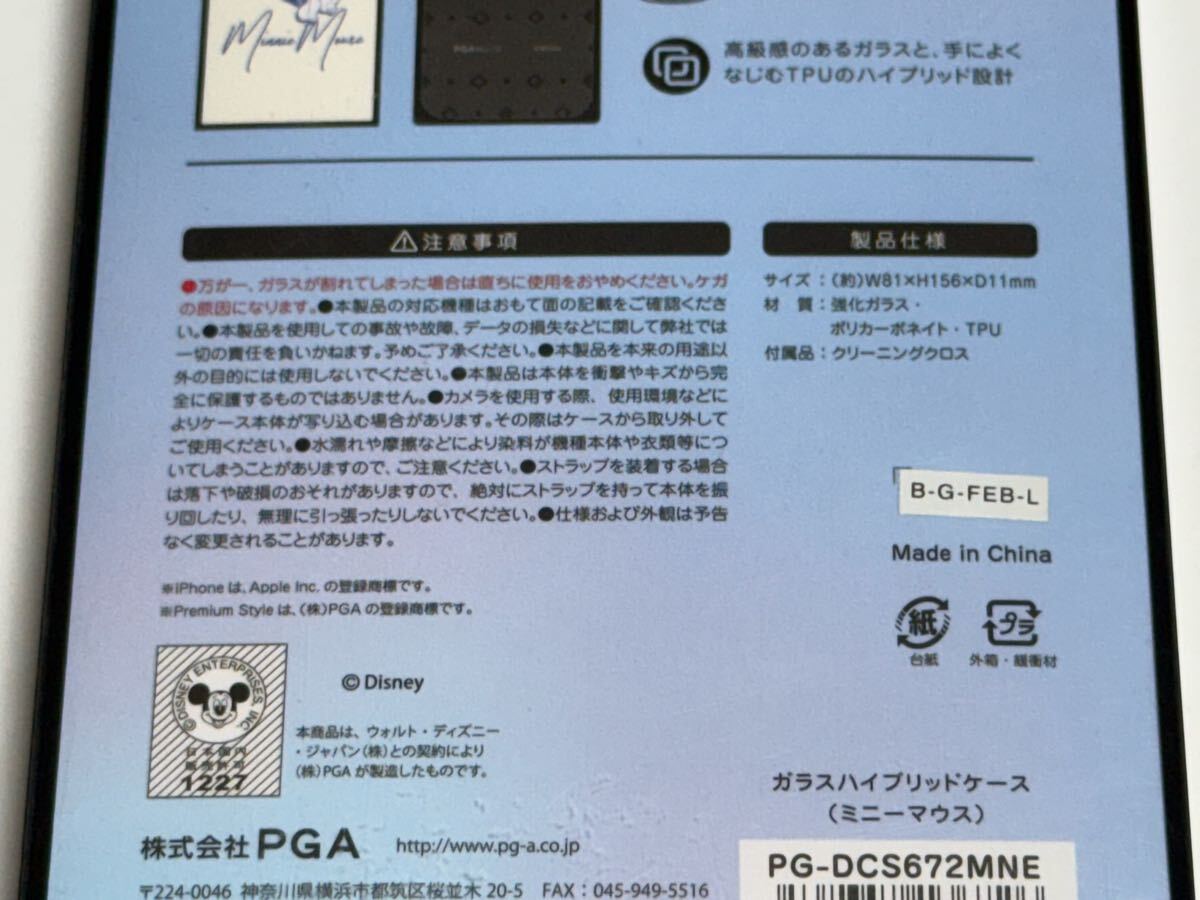 Minnie Mouse
PGA
高級感のあるガラスと、手によく
なじむTPUのハイブリッド設計
⚠注意事項
●万が一、ガラスが割れてしまった場合は直ちに使用をおやめください。ケガ
の原因になります。●本製品の対応機種はおもて面の記載をご確認くださ
い。●本製品を使用しての事故や故障、データの損失などに関して弊社では
一切の責任を負いかねます。予めご了承ください。●本製品を本来の用途以
外の目的には使用しないでください。●本製品は本体を衝撃やキズから完
全に保護するものではありません。●カメラを使用する際、使用環境などに
よりケース本体が写り込む場合があります。その際はケースから取り外して
ご使用ください。●水濡れや摩擦などにより染料が機種本体や衣類等につ
いてしまうことがありますので、ご注意ください。●ストラップを装着する場合
は落下や破損のおそれがありますので、絶対にストラップを持って本体を振
り回したり、無理に引っ張ったりしないでください。●仕様および外観は予告
なく変更されることがあります。
※iPhone は、Apple Inc. の登録商標です。
※Premium Style は、(株)PGA の登録商標です。
製品仕様
サイズ：(約)W81×H156×D11mm
材　質：強化ガラス・
ポリカーボネイト・TPU
付属品：クリーニングクロス
B-G-FEB-L
Made in China
紙
台紙
プラ
外箱・緩衝材
©DISNEY ENTERPRISES, INC.
日本国内
販売許可
1227
©Disney
本商品は、ウォルト・ディズニー
・ジャパン(株)との契約により
(株)PGAが製造したものです。
株式会社PGA
http://www.pg-a.co.jp
〒224-0046 神奈川県横浜市都筑区桜並木 20-5 FAX：045-949-5516
ガラスハイブリッドケース
（ミニーマウス）
PG-DCS672MNE